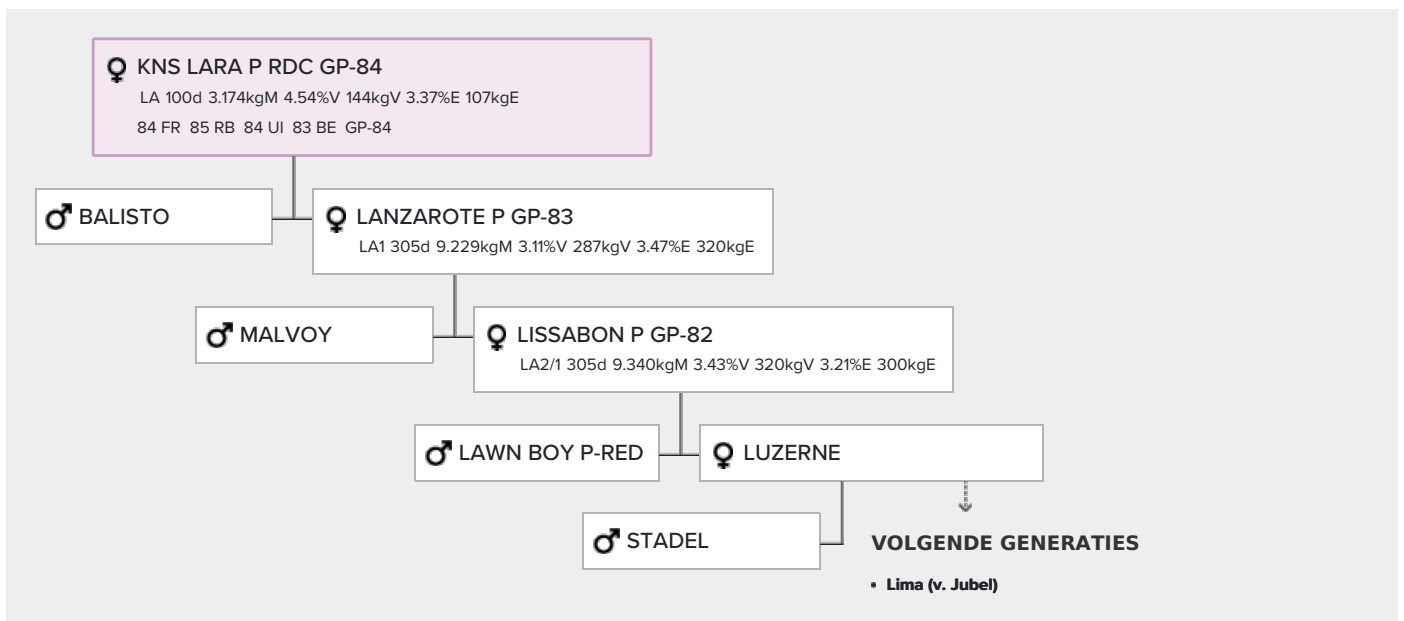 KNS LARA P RDC GP-84
LA 100d 3.174kgM 4.54%V 144kgV 3.37%E 107kgE
84 FR 85 RB 84 UI 83 BE GP-84
BALISTO
LANZAROTE P GP-83
LA1 305d 9.229kgM 3.11%V 287kgV 3.47%E 320kgE
MALVOY
LISSABON P GP-82
LA2/1 305d 9.340kgM 3.43%V 320kgV 3.21%E 300kgE
LAWN BOY P-RED
LUZERNE
STADEL
VOLGENDE GENERATIES
• Lima (v. Jubel)